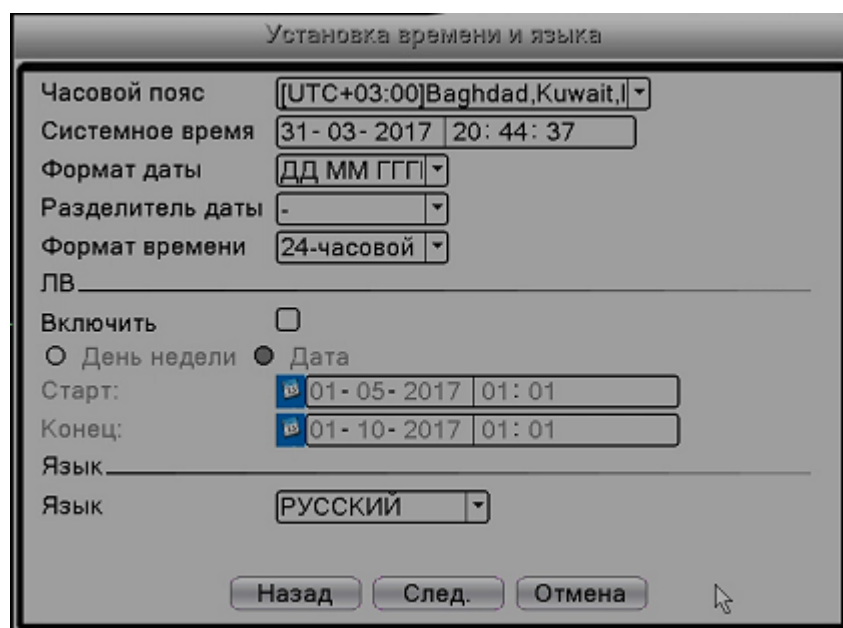 Установка времени и языка
Часовой пояс [UTC+03:00]Baghdad,Kuwait,
Системное время 31-03-2017 20:44:37
Формат даты ДД ММ ГГГ
Разделитель даты -
Формат времени 24-часовой
ЛВ
Включить
День недели Дата
Старт: 01-05-2017 01:01
Конец: 01-10-2017 01:01
Язык
Язык РУССКИЙ
Назад След. Отмена